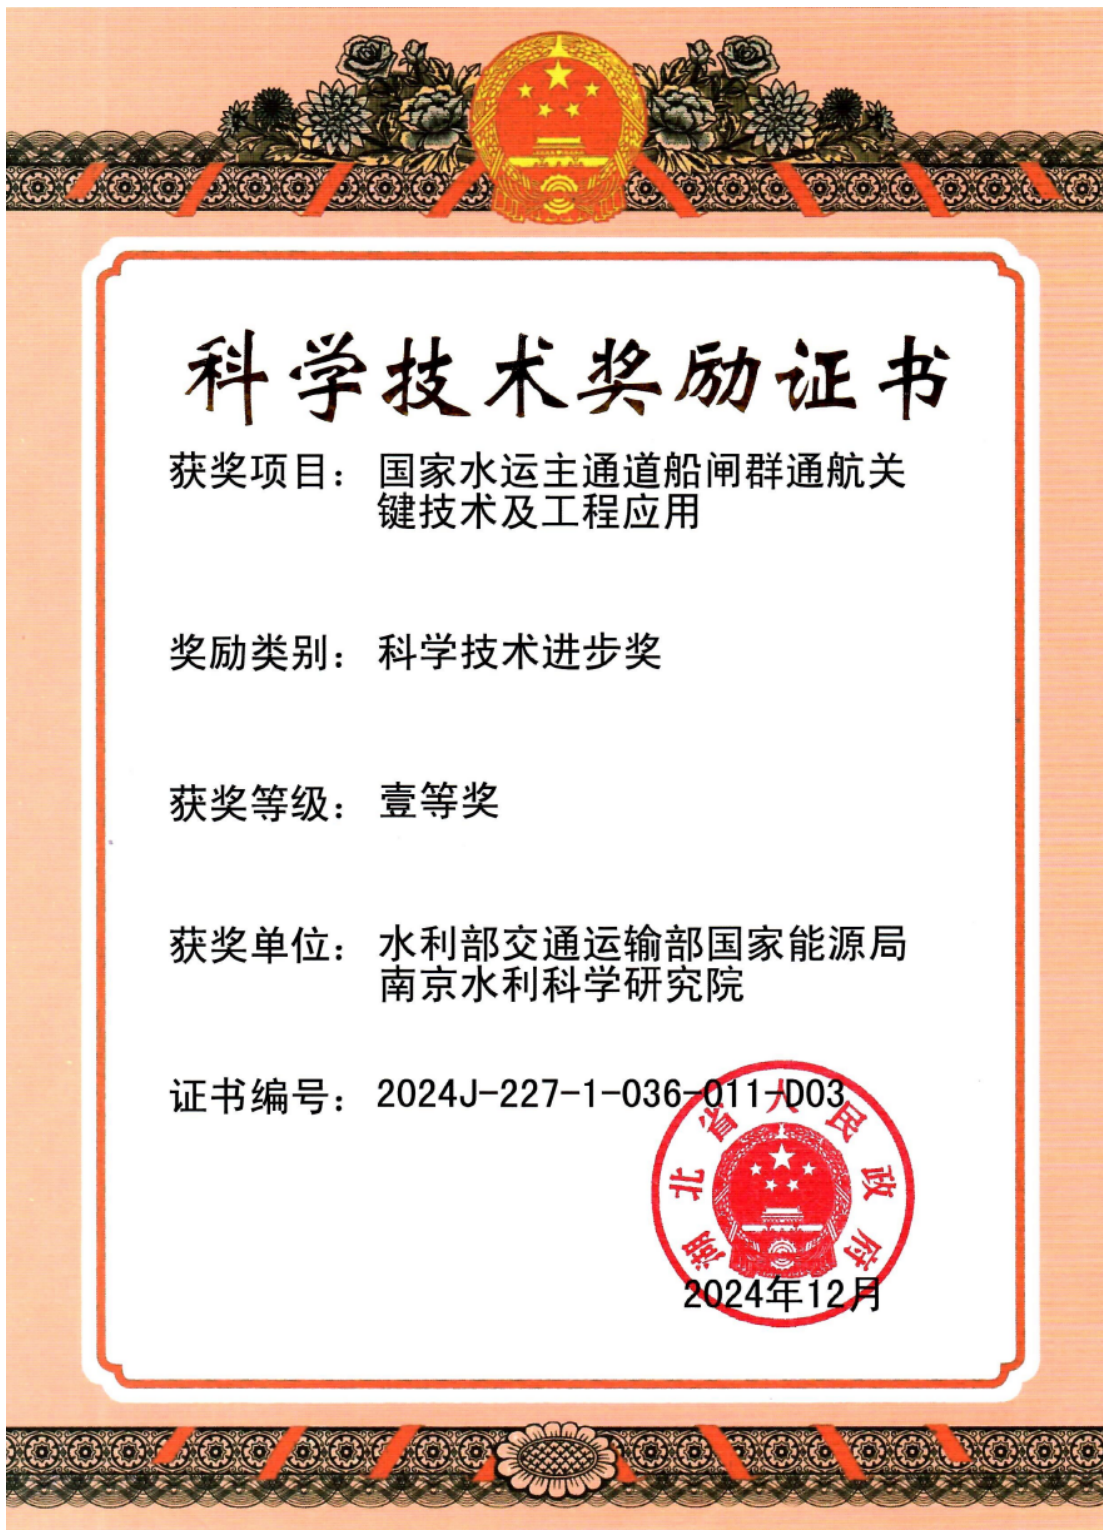 科学技术奖励证书
获奖项目： 国家水运主通道船闸群通航关
键技术及工程应用
奖励类别： 科学技术进步奖
获奖等级： 壹等奖
获奖单位： 水利部交通运输部国家能源局
南京水利科学研究院
证书编号： 2024J-227-1-036-011-D03
湖北省人民政府
2024年12月